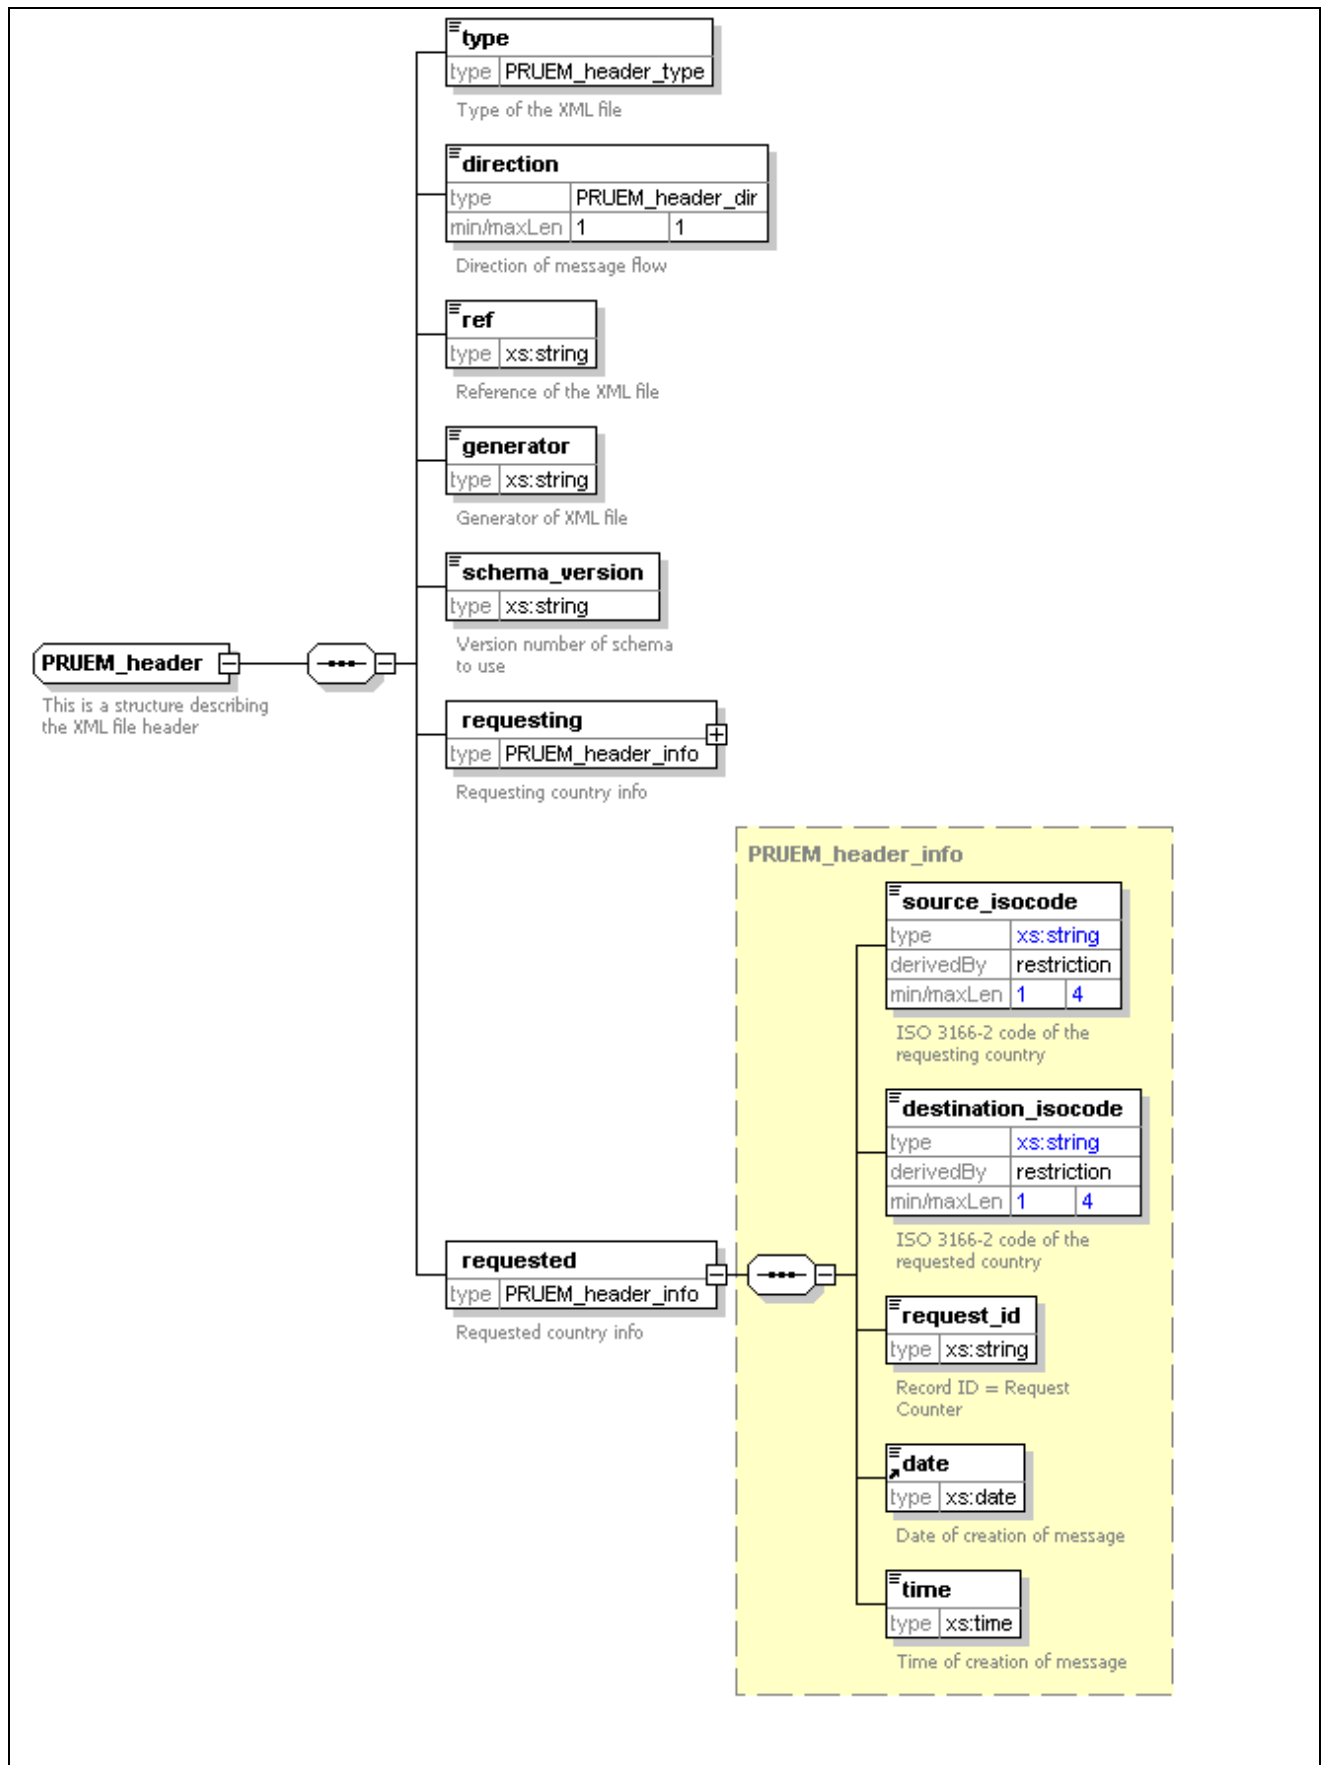 type
type PRUEM_header_type
Type of the XML file
direction
type PRUEM_header_dir
min/maxLen 1 1
Direction of message flow
ref
type xs:string
Reference of the XML file
generator
type xs:string
Generator of XML file
schema_version
type xs:string
Version number of schema
to use
PRUEM_header
This is a structure describing
the XML file header
requesting
type PRUEM_header_info
Requesting country info
requested
type PRUEM_header_info
Requested country info
PRUEM_header_info
source_isocode
type xs:string
derivedBy restriction
min/maxLen 1 4
ISO 3166-2 code of the
requesting country
destination_isocode
type xs:string
derivedBy restriction
min/maxLen 1 4
ISO 3166-2 code of the
requested country
request_id
type xs:string
Record ID = Request
Counter
date
type xs:date
Date of creation of message
time
type xs:time
Time of creation of message